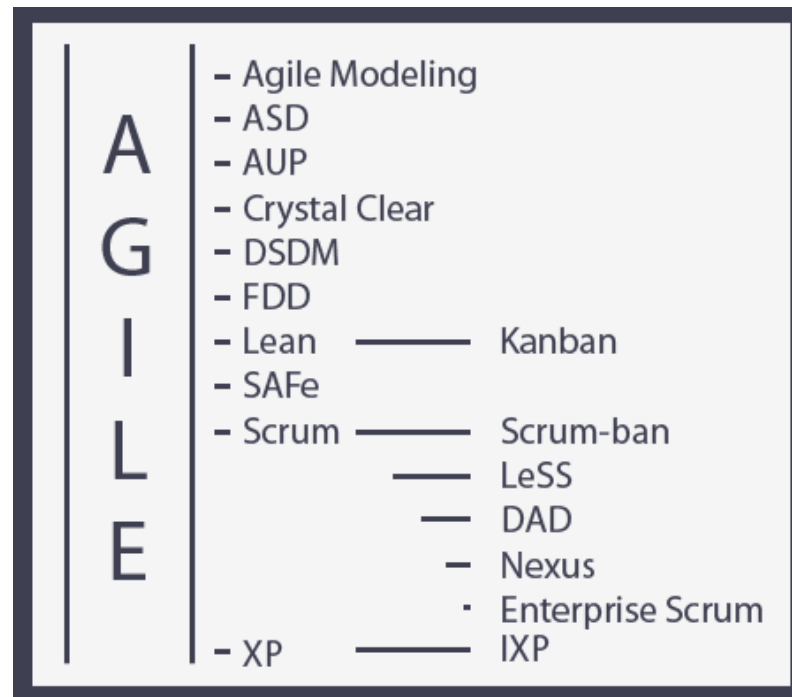 AGILE
- Agile Modeling
- ASD
- AUP
- Crystal Clear
- DSDM
- FDD
- Lean — Kanban
- SAFe
- Scrum — Scrum-ban
— LeSS
— DAD
— Nexus
- Enterprise Scrum
- XP — IXP